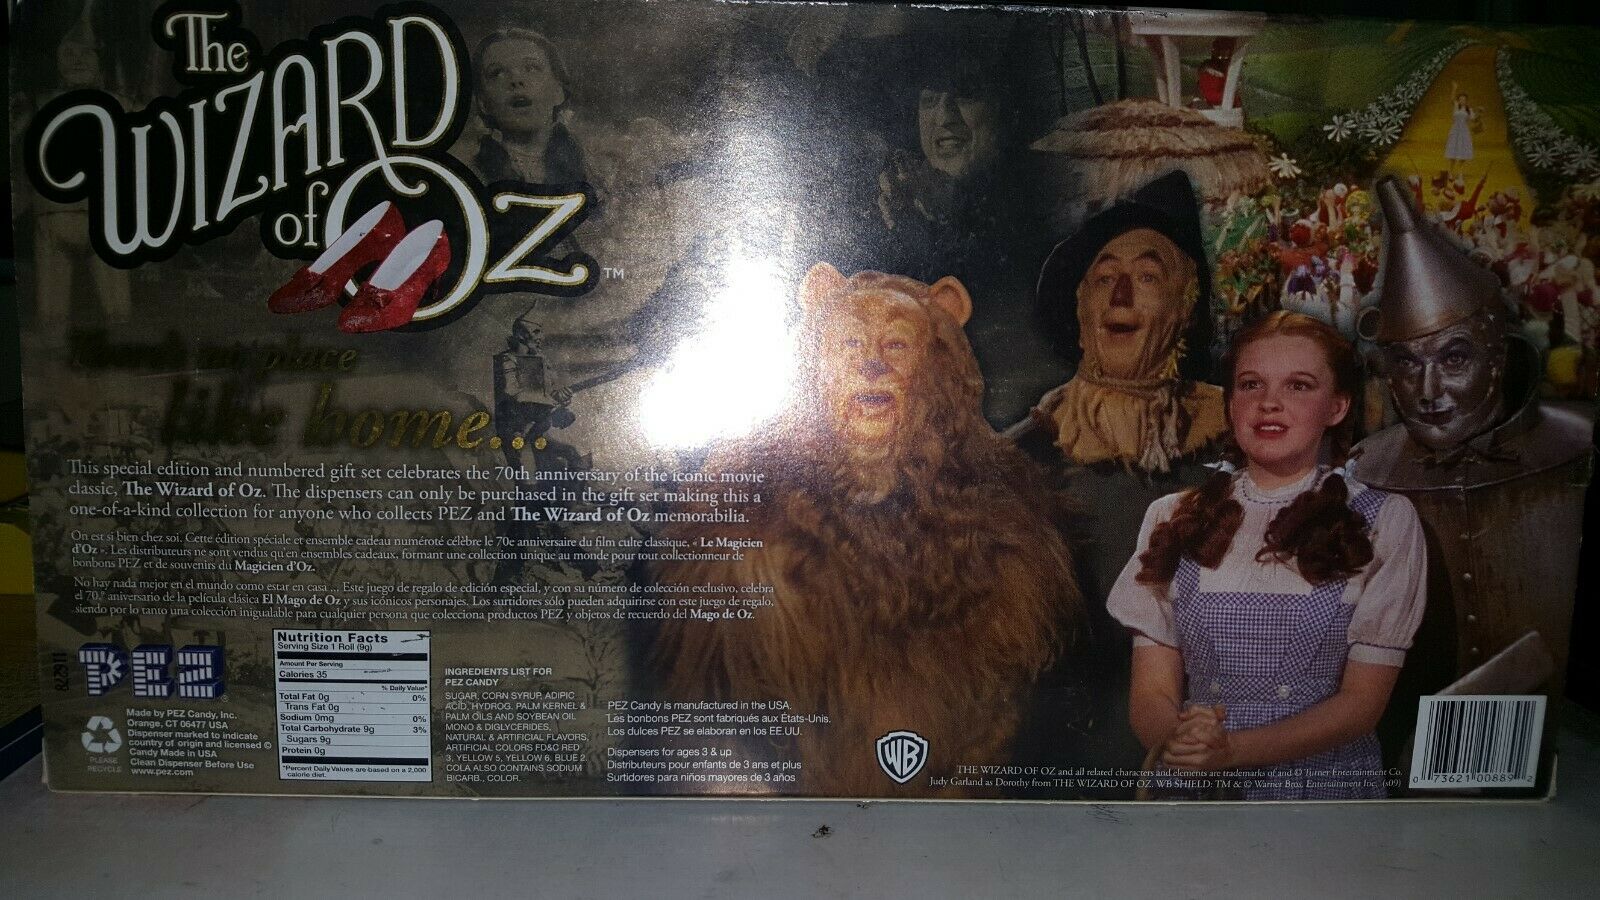 The
WIZARD
of OZ
TM
There's no place
like home...
This special edition and numbered gift set celebrates the 70th anniversary of the iconic movie
classic, The Wizard of Oz. The dispensers can only be purchased in the gift set making this a
one-of-a-kind collection for anyone who collects PEZ and The Wizard of Oz memorabilia.
On est si bien chez soi. Cette édition spéciale et ensemble cadeau numéroté célèbre le 70e anniversaire du film culte classique, « Le Magicien
d'Oz ». Les distributeurs ne sont vendus qu'en ensembles cadeaux, formant une collection unique au monde pour tout collectionneur de
bonbons PEZ et de souvenirs du Magicien d'Oz.
No hay nada mejor en el mundo como estar en casa ... Este juego de regalo de edición especial, y con su número de colección exclusivo, celebra
el 70.º aniversario de la película clásica El Mago de Oz y sus icónicos personajes. Los surtidores sólo pueden adquirirse con este juego de regalo,
siendo por lo tanto una colección inigualable para cualquier persona que colecciona productos PEZ y objetos de recuerdo del Mago de Oz.
PEZ
Made by PEZ Candy, Inc.
Orange, CT 06477 USA
Dispenser marked to indicate
country of origin and licensed ©
Candy Made in USA
Clean Dispenser Before Use
www.pez.com
PLEASE
RECYCLE
Nutrition Facts
Serving Size 1 Roll (9g)
Amount Per Serving
Calories 35
% Daily Value*
Total Fat 0g 0%
Trans Fat 0g
Sodium 0mg 0%
Total Carbohydrate 9g 3%
Sugars 9g
Protein 0g
*Percent Daily Values are based on a 2,000
calorie diet.
INGREDIENTS LIST FOR
PEZ CANDY
SUGAR, CORN SYRUP, ADIPIC
ACID, HYDROG. PALM KERNEL &
PALM OILS AND SOYBEAN OIL
MONO & DIGLYCERIDES,
NATURAL & ARTIFICIAL FLAVORS,
ARTIFICIAL COLORS FD&C RED
3, YELLOW 5, YELLOW 6, BLUE 2.
COLA ALSO CONTAINS SODIUM
BICARB., COLOR.
PEZ Candy is manufactured in the USA.
Les bonbons PEZ sont fabriqués aux États-Unis.
Los dulces PEZ se elaboran en los EE.UU.
Dispensers for ages 3 & up
Distributeurs pour enfants de 3 ans et plus
Surtidores para niños mayores de 3 años
WB
THE WIZARD OF OZ and all related characters and elements are trademarks of and © Turner Entertainment Co.
Judy Garland as Dorothy from THE WIZARD OF OZ. WB SHIELD: TM & © Warner Bros. Entertainment Inc. (s09)
0 73621 00889 2